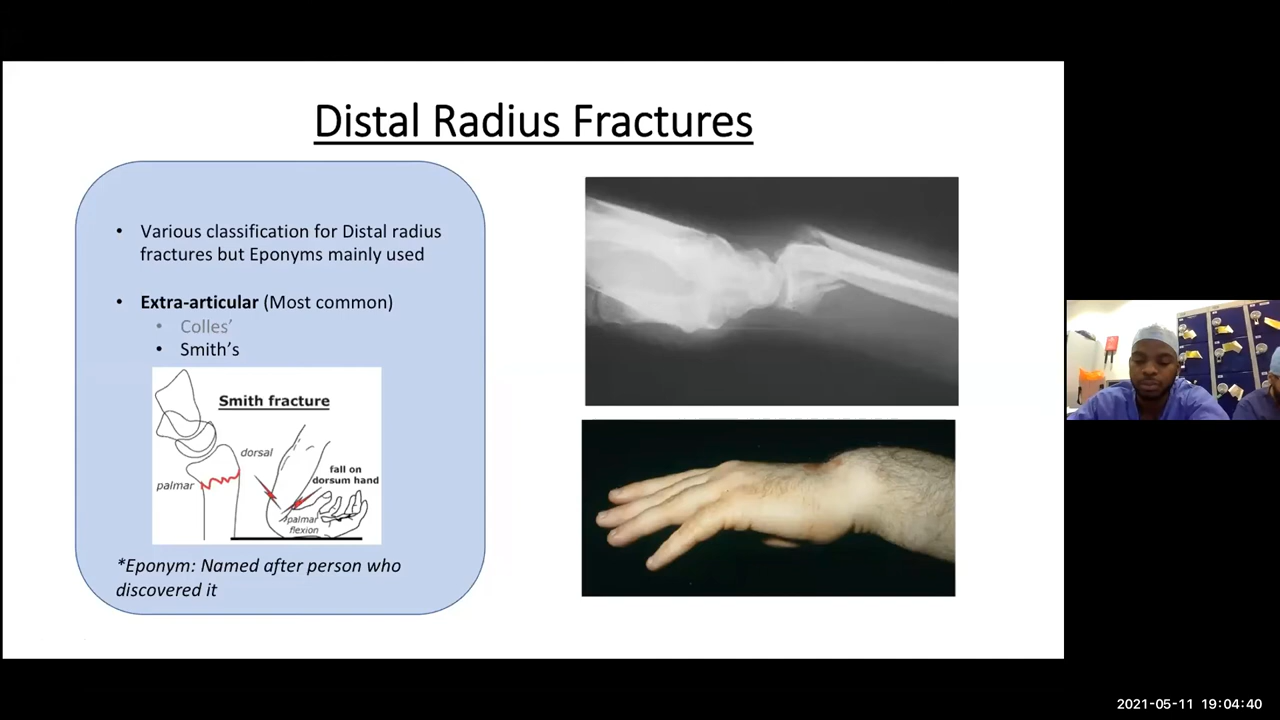 Distal Radius Fractures
• Various classification for Distal radius
fractures but Eponyms mainly used
• Extra-articular (Most common)
• Colles’
• Smith’s
Smith fracture
dorsal
palmar
fall on
dorsum hand
palmar
flexion
*Eponym: Named after person who
discovered it
2021-05-11 19:04:40